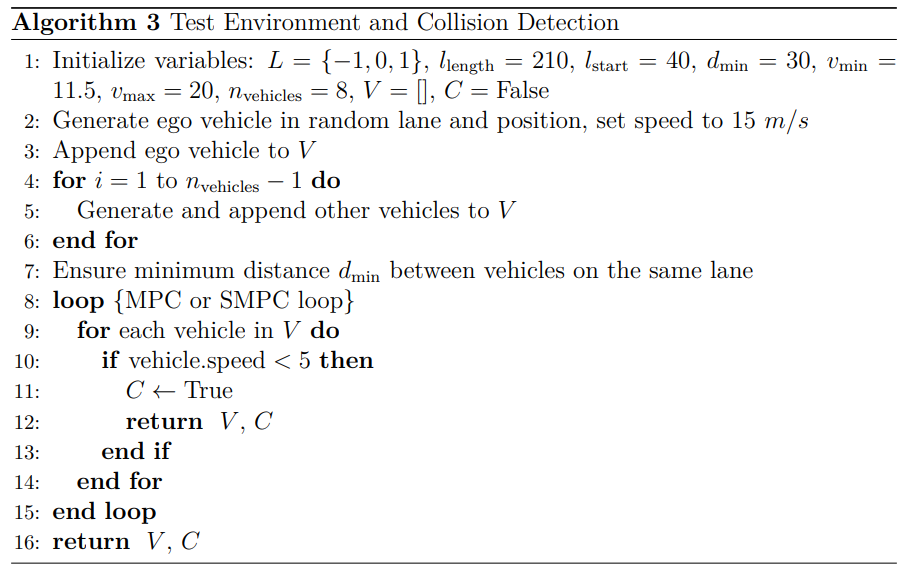 Algorithm 3 Test Environment and Collision Detection
1: Initialize variables: L = {−1, 0, 1}, l_length = 210, l_start = 40, d_min = 30, v_min =
11.5, v_max = 20, n_vehicles = 8, V = [], C = False
2: Generate ego vehicle in random lane and position, set speed to 15 m/s
3: Append ego vehicle to V
4: for i = 1 to n_vehicles − 1 do
5: Generate and append other vehicles to V
6: end for
7: Ensure minimum distance d_min between vehicles on the same lane
8: loop {MPC or SMPC loop}
9: for each vehicle in V do
10: if vehicle.speed < 5 then
11: C ← True
12: return V, C
13: end if
14: end for
15: end loop
16: return V, C